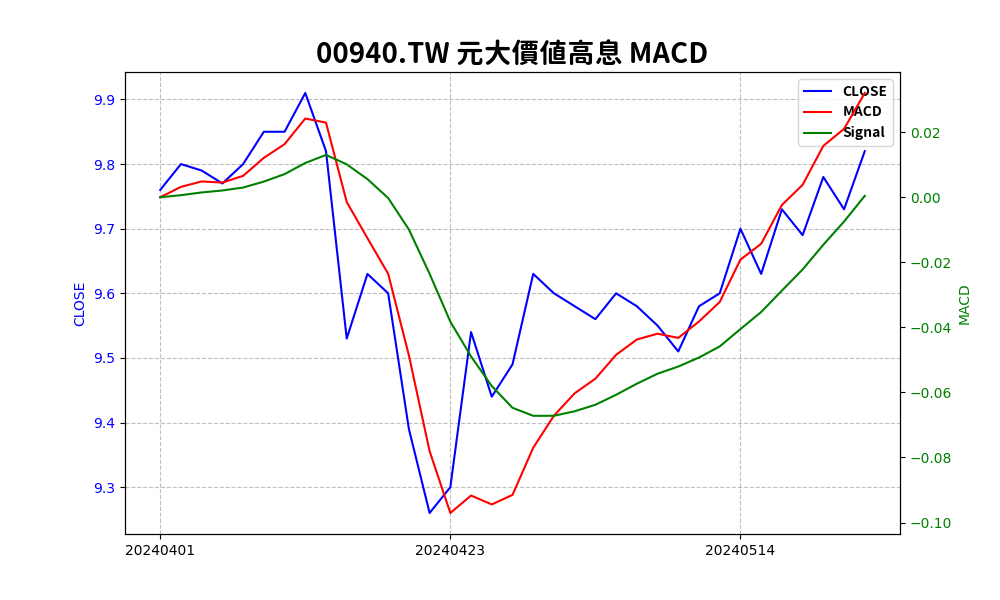 00940.TW 元大價值高息 MACD
CLOSE
MACD
Signal
9.9
9.8
9.7
9.6
9.5
9.4
9.3
CLOSE
0.02
0.00
−0.02
−0.04
−0.06
−0.08
−0.10
MACD
20240401
20240423
20240514